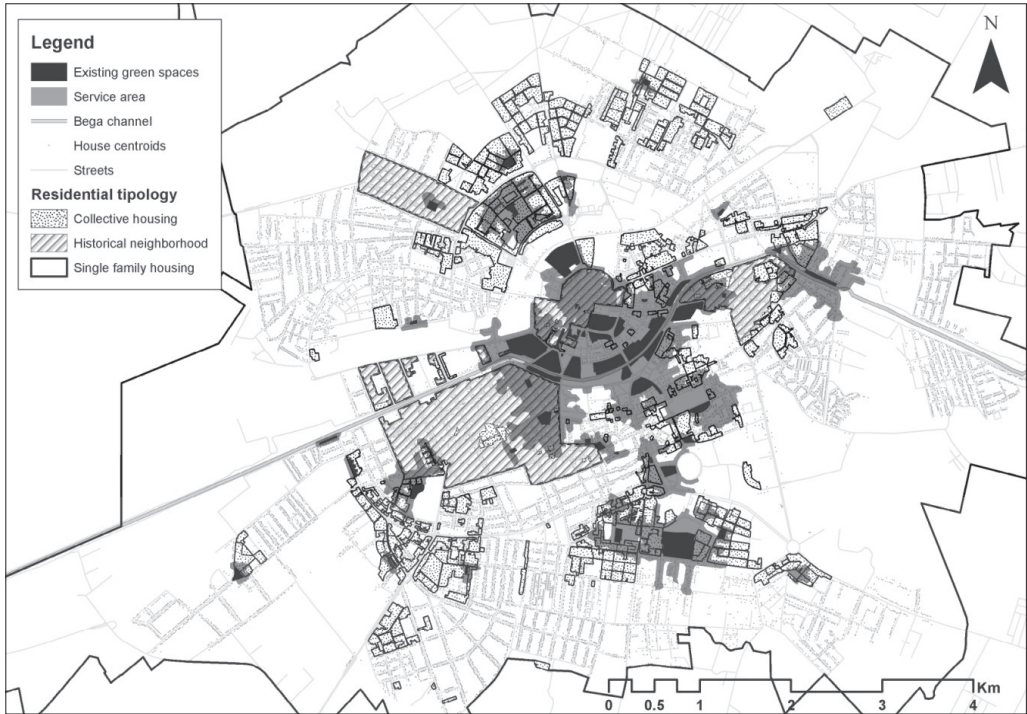 Legend
Existing green spaces
Service area
Bega channel
House centroids
Streets
Residential tipology
Collective housing
Historical neighborhood
Single family housing
N
Km
0 0.5 1 2 3 4